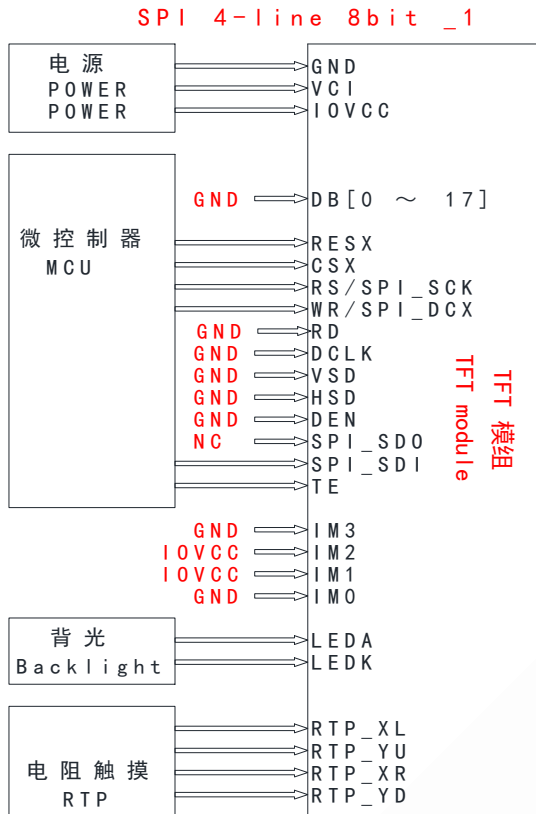 SPI 4-line 8bit _1
电源
POWER
POWER
GND
VCI
IOVCC
微控制器
MCU
GND DB[0 ～ 17]
RESX
CSX
RS/SPI_SCK
WR/SPI_DCX
GND RD
GND DCLK
GND VSD
GND HSD
GND DEN
NC SPI_SDO
SPI_SDI
TE
TFT 模组
TFT module
GND IM3
IOVCC IM2
IOVCC IM1
GND IM0
背光
Backlight
LEDA
LEDK
电阻触摸
RTP
RTP_XL
RTP_YU
RTP_XR
RTP_YD